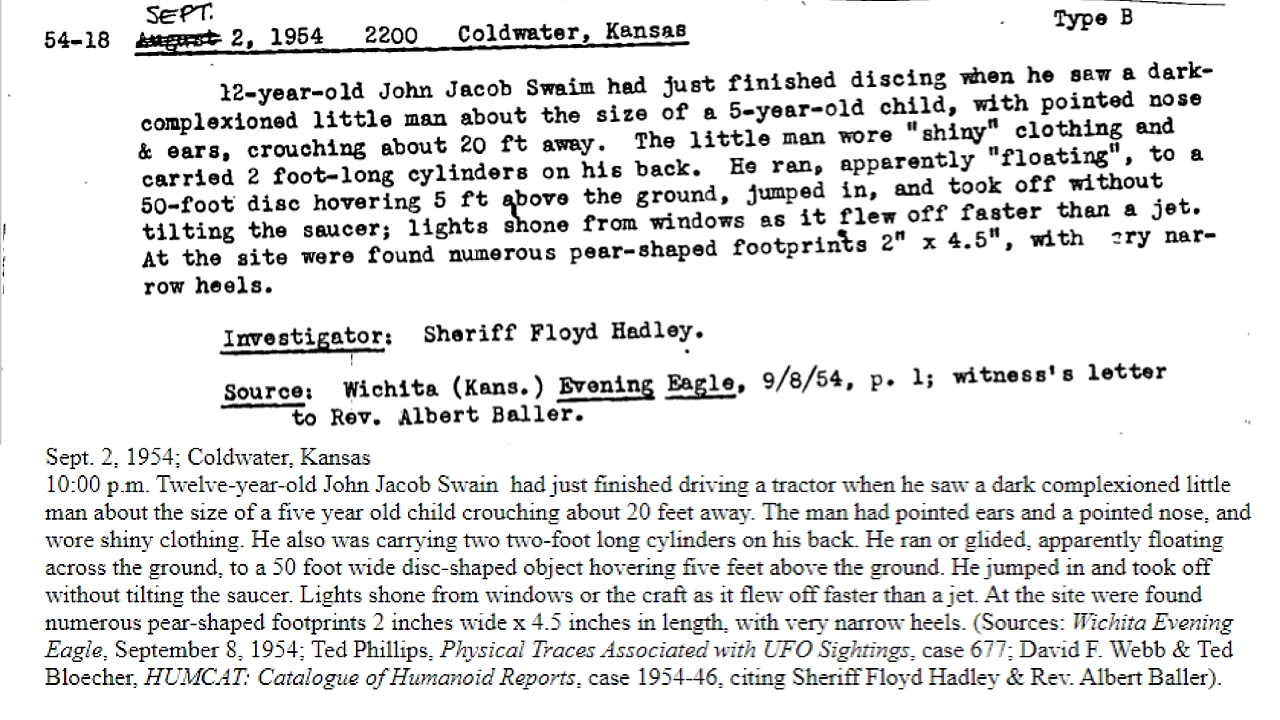 SEPT.
54-18 August 2, 1954 2200 Coldwater, Kansas Type B
12-year-old John Jacob Swaim had just finished discing when he saw a dark-
complexioned little man about the size of a 5-year-old child, with pointed nose
& ears, crouching about 20 ft away. The little man wore "shiny" clothing and
carried 2 foot-long cylinders on his back. He ran, apparently "floating", to a
50-foot disc hovering 5 ft above the ground, jumped in, and took off without
tilting the saucer; lights shone from windows as it flew off faster than a jet.
At the site were found numerous pear-shaped footprints 2" x 4.5", with ery nar-
row heels.
Investigator: Sheriff Floyd Hadley.
Source: Wichita (Kans.) Evening Eagle, 9/8/54, p. 1; witness's letter
to Rev. Albert Baller.
Sept. 2, 1954; Coldwater, Kansas
10:00 p.m. Twelve-year-old John Jacob Swain had just finished driving a tractor when he saw a dark complexioned little
man about the size of a five year old child crouching about 20 feet away. The man had pointed ears and a pointed nose, and
wore shiny clothing. He also was carrying two two-foot long cylinders on his back. He ran or glided, apparently floating
across the ground, to a 50 foot wide disc-shaped object hovering five feet above the ground. He jumped in and took off
without tilting the saucer. Lights shone from windows or the craft as it flew off faster than a jet. At the site were found
numerous pear-shaped footprints 2 inches wide x 4.5 inches in length, with very narrow heels. (Sources: Wichita Evening
Eagle, September 8, 1954; Ted Phillips, Physical Traces Associated with UFO Sightings, case 677; David F. Webb & Ted
Bloecher, HUMCAT: Catalogue of Humanoid Reports, case 1954-46, citing Sheriff Floyd Hadley & Rev. Albert Baller).